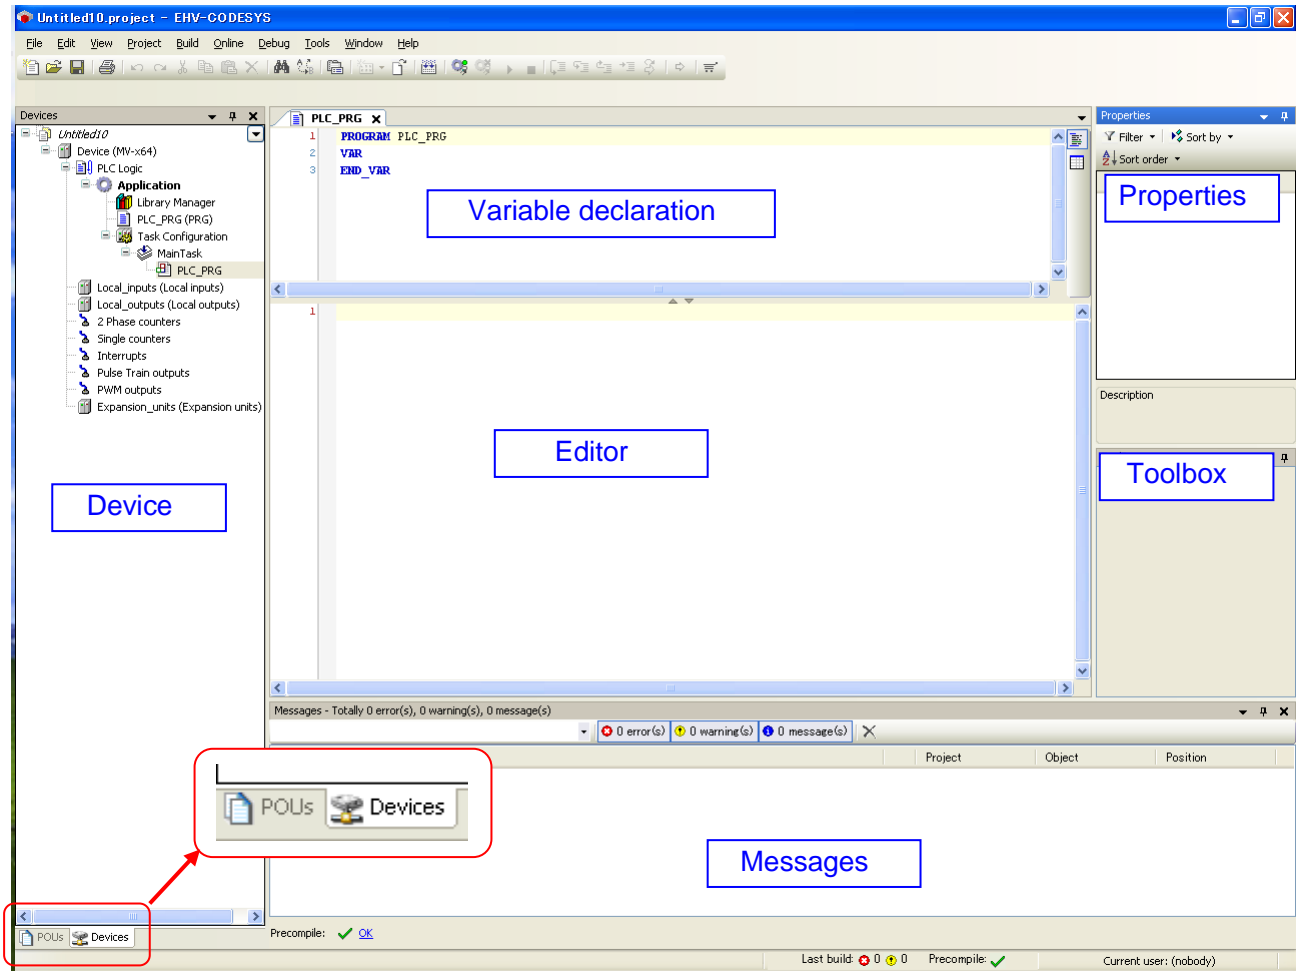 Untitled10.project - EHV-CODESYS
File Edit View Project Build Online Debug Tools Window Help
Devices
Untitled10
Device (MV-x64)
PLC Logic
Application
Library Manager
PLC_PRG (PRG)
Task Configuration
MainTask
PLC_PRG
Local_inputs (Local inputs)
Local_outputs (Local outputs)
2 Phase counters
Single counters
Interrupts
Pulse Train outputs
PWM outputs
Expansion_units (Expansion units)
Device
PLC_PRG
1 PROGRAM PLC_PRG
2 VAR
3 END_VAR
Variable declaration
1
Editor
Properties
Filter Sort by
Sort order
Properties
Description
Toolbox
Messages - Totally 0 error(s), 0 warning(s), 0 message(s)
0 error(s) 0 warning(s) 0 message(s)
Project Object Position
POUs Devices
Messages
POUs Devices
Precompile: OK
Last build: 0 0 Precompile: Current user: (nobody)